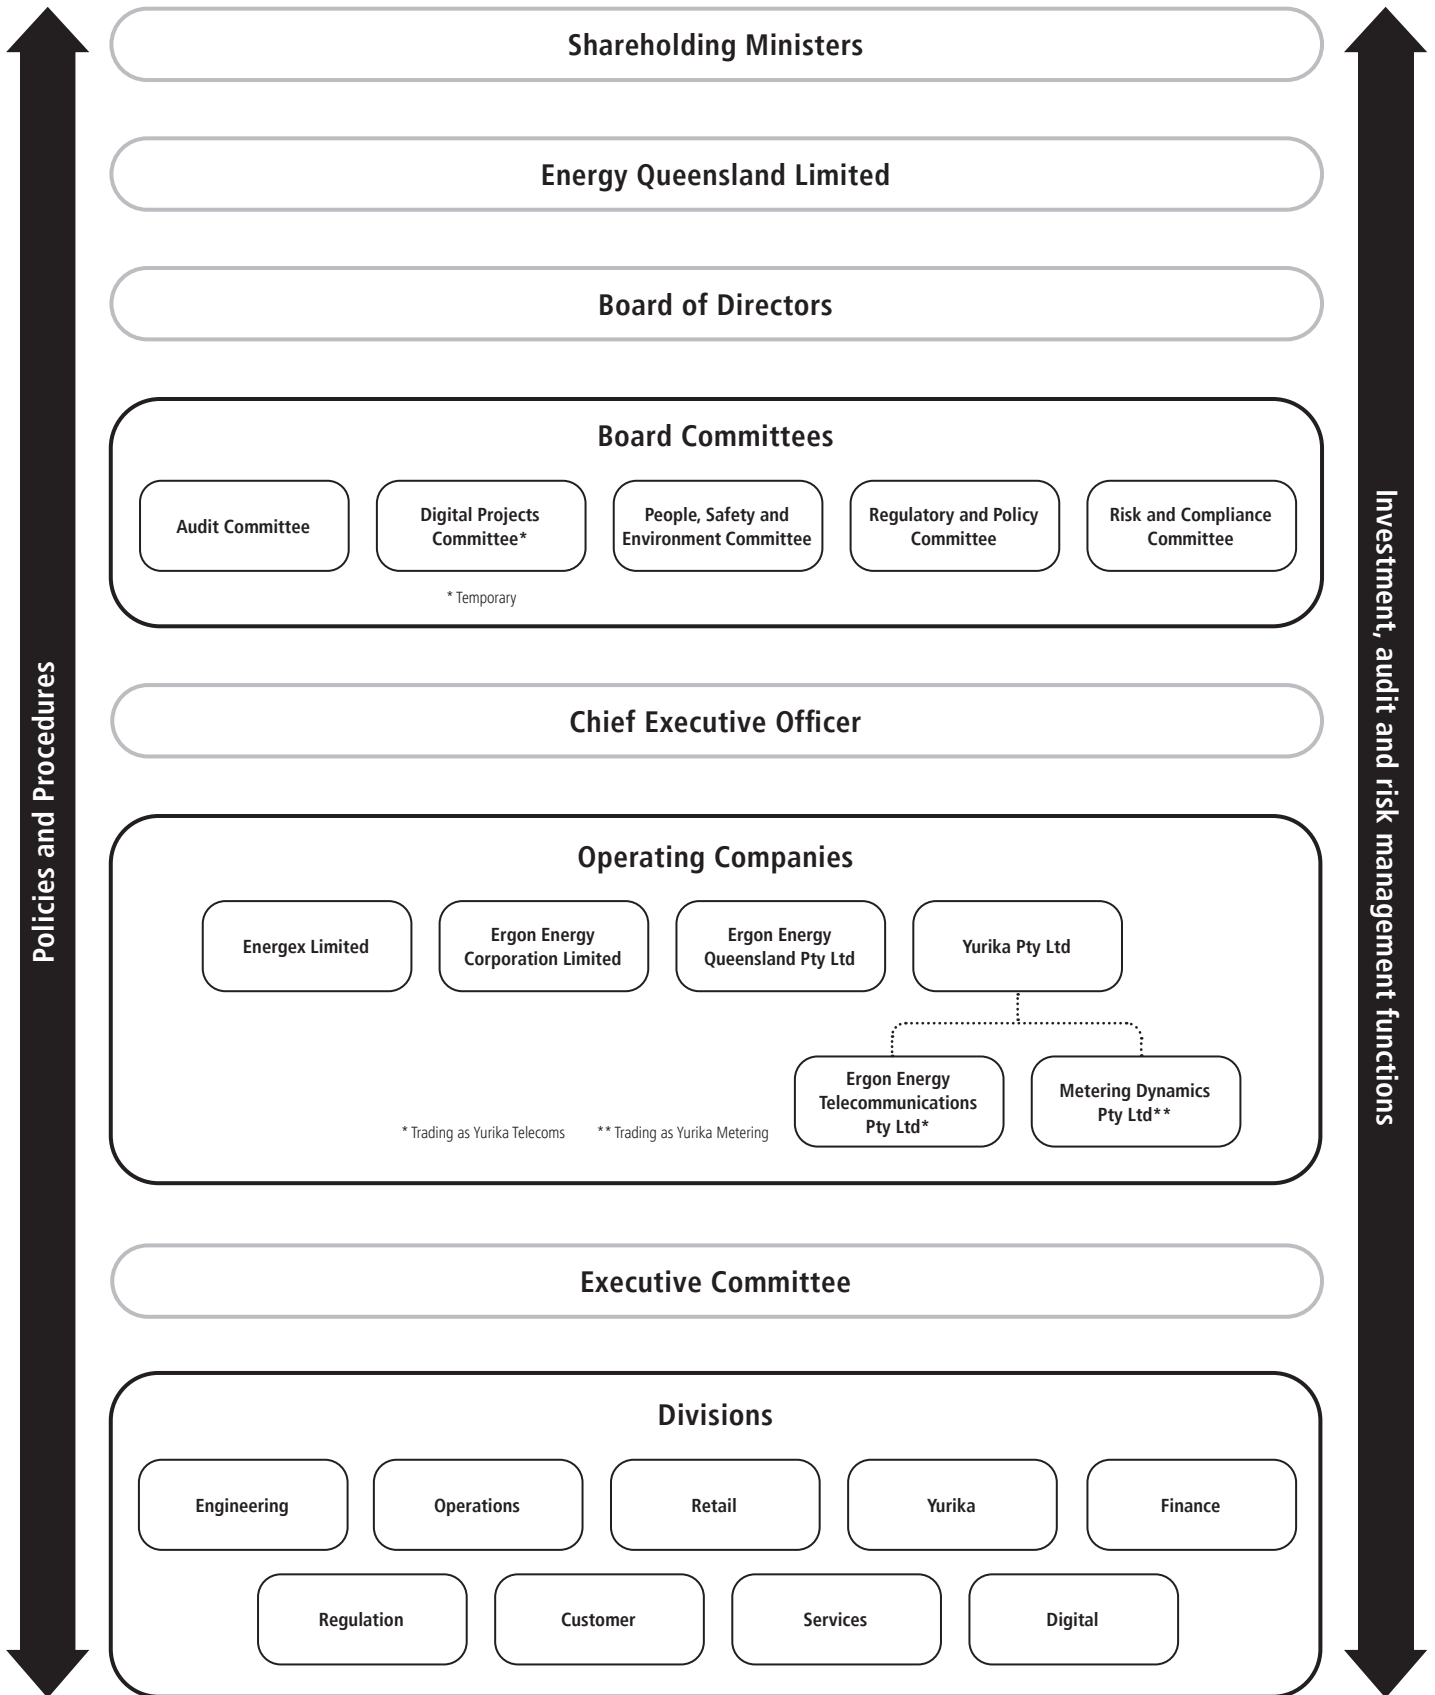 Shareholding Ministers
Energy Queensland Limited
Board of Directors
Board Committees
Audit Committee
Digital Projects
Committee*
People, Safety and
Environment Committee
Regulatory and Policy
Committee
Risk and Compliance
Committee
* Temporary
Chief Executive Officer
Operating Companies
Energex Limited
Ergon Energy
Corporation Limited
Ergon Energy
Queensland Pty Ltd
Yurika Pty Ltd
Ergon Energy
Telecommunications
Pty Ltd*
Metering Dynamics
Pty Ltd**
* Trading as Yurika Telecoms
** Trading as Yurika Metering
Executive Committee
Divisions
Engineering
Operations
Retail
Yurika
Finance
Regulation
Customer
Services
Digital
Policies and Procedures
Investment, audit and risk management functions